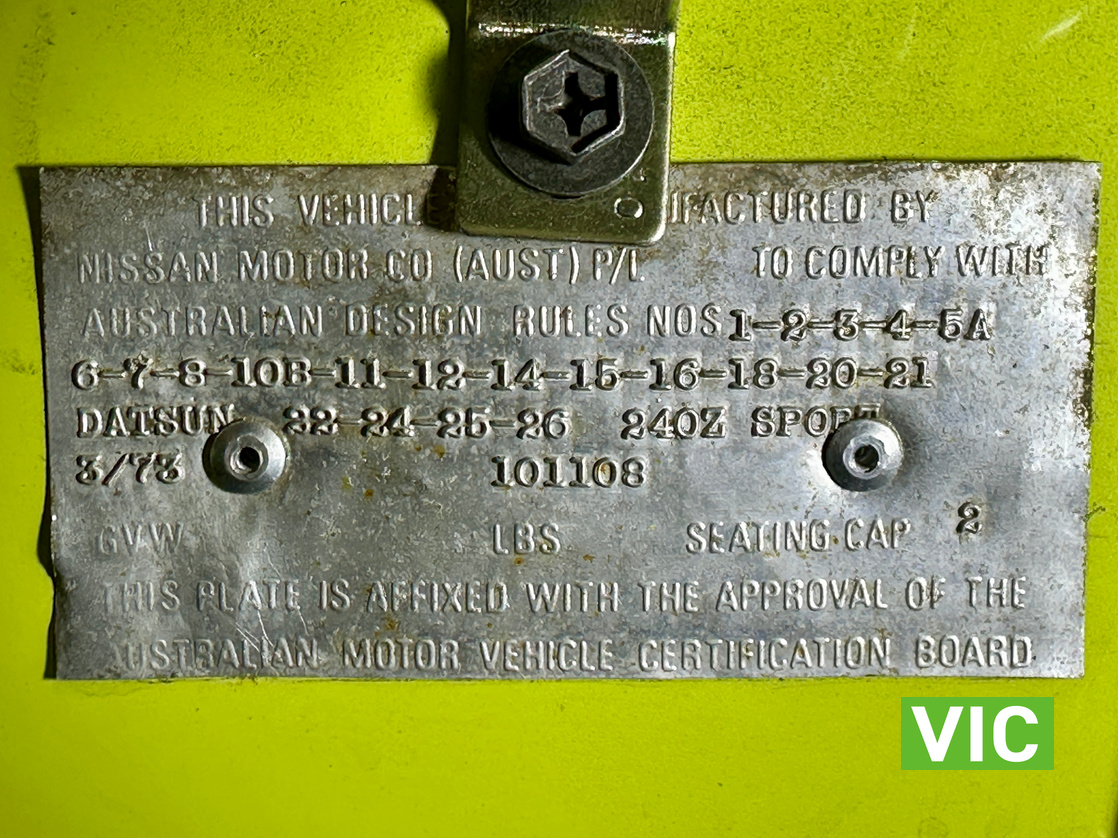 THIS VEHICLE UFACTURED BY
NISSAN MOTOR CO (AUST) P/L TO COMPLY WITH
AUSTRALIAN DESIGN RULES NOS 1-2-3-4-5A
6-7-8-10B-11-12-14-15-16-18-20-21
DATSUN 22-24-25-26 240Z SPORT
3/73 101108
GVW LBS SEATING CAP 2
THIS PLATE IS AFFIXED WITH THE APPROVAL OF THE
AUSTRALIAN MOTOR VEHICLE CERTIFICATION BOARD
VIC